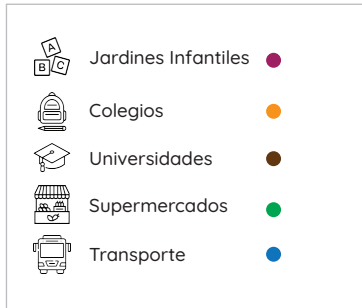 A
B C
Jardines Infantiles
Colegios
Universidades
Supermercados
Transporte